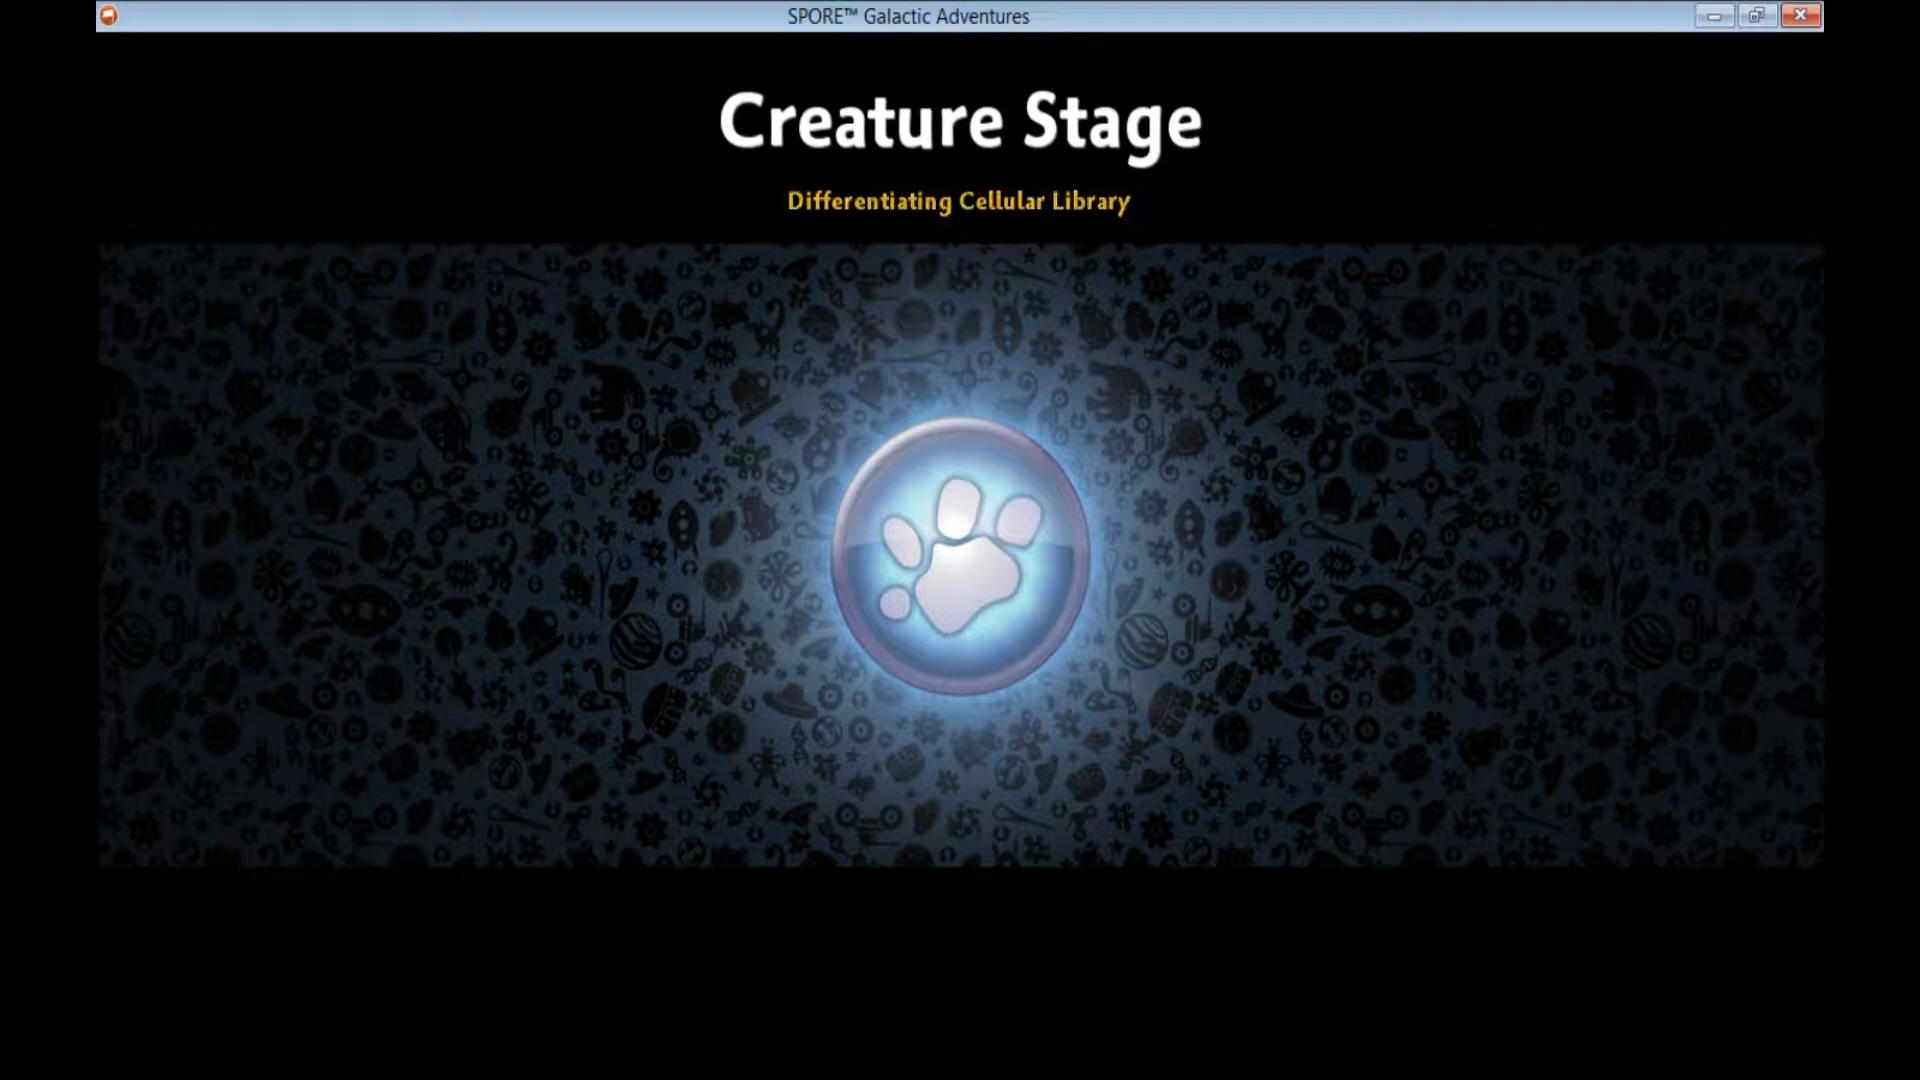 SPORE™ Galactic Adventures
Creature Stage
Differentiating Cellular Library